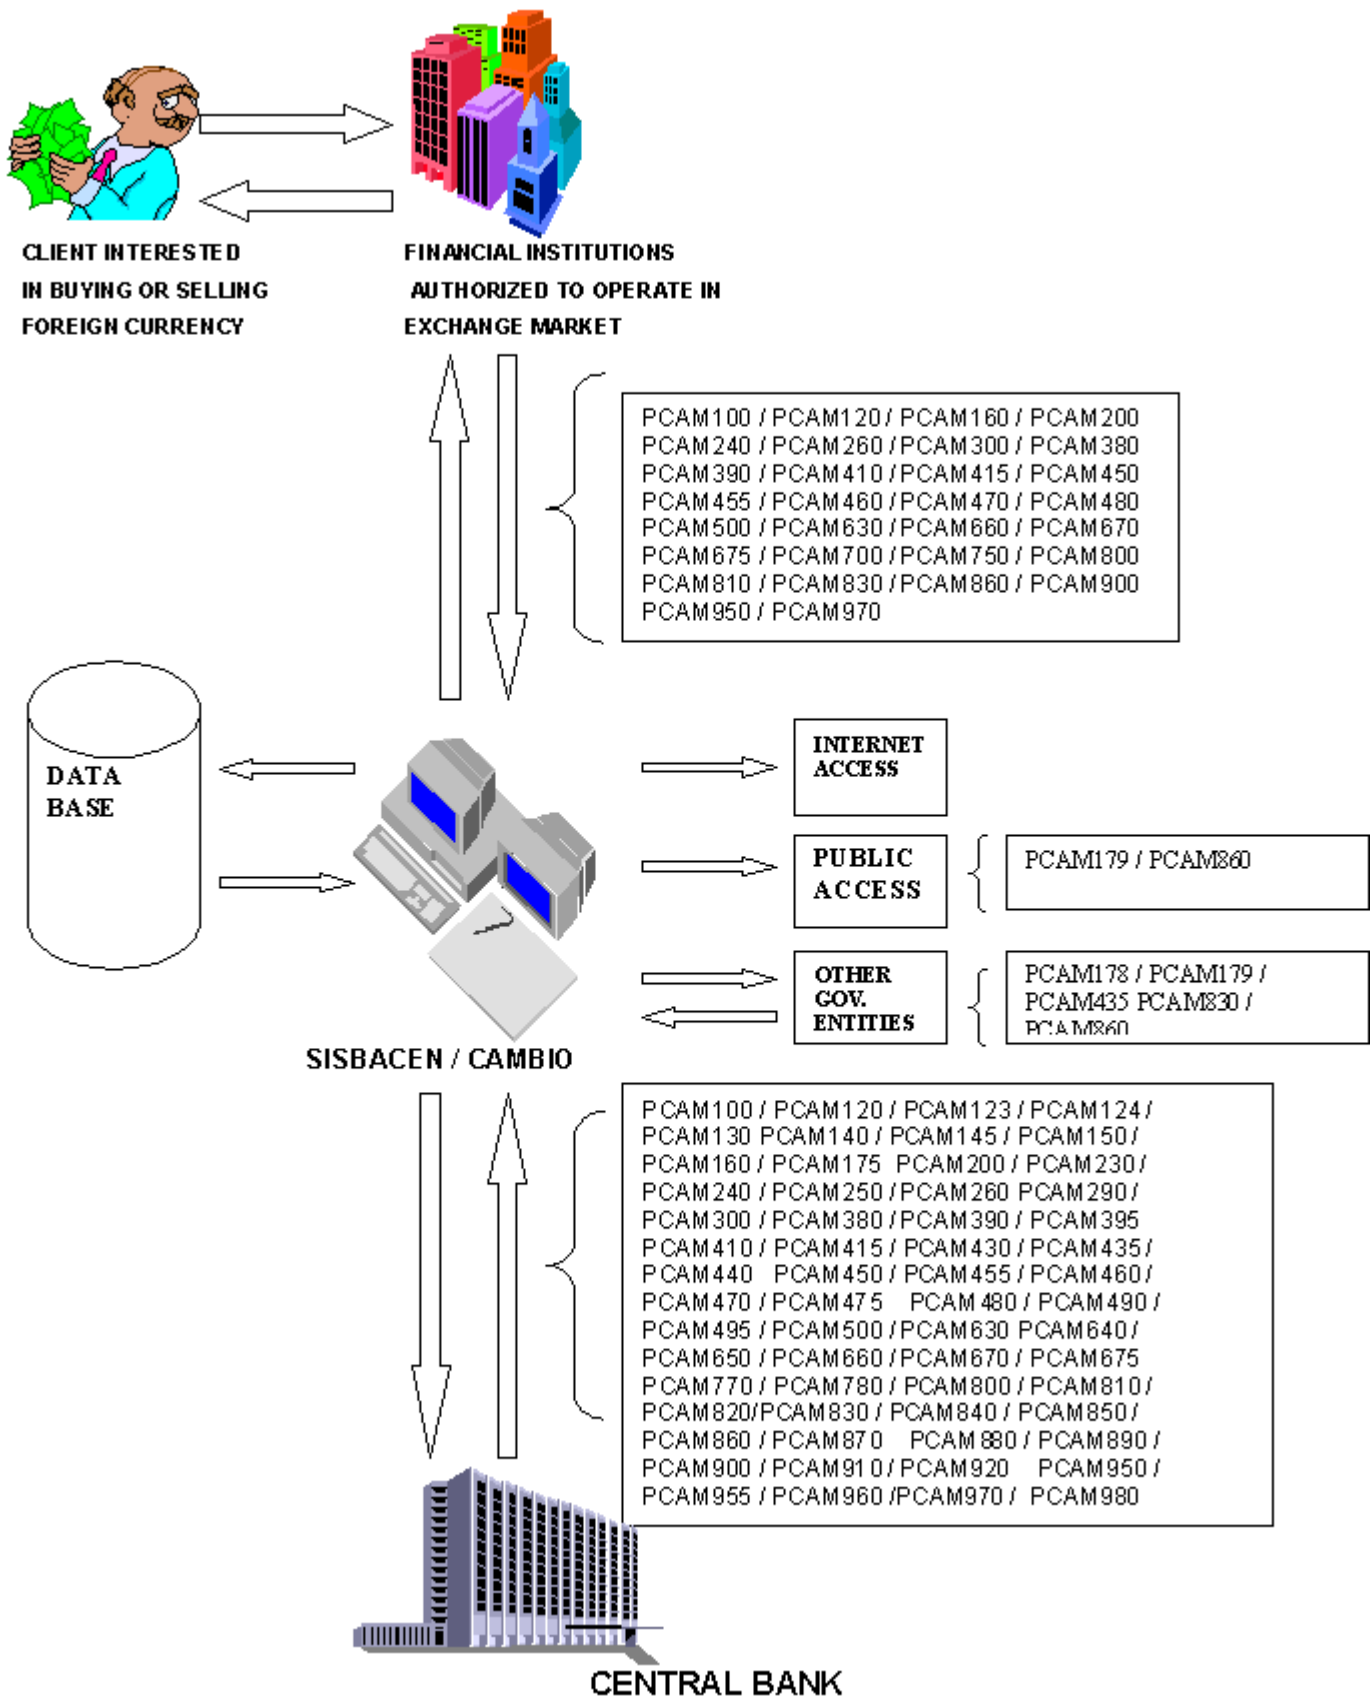 CLIENT INTERESTED
IN BUYING OR SELLING
FOREIGN CURRENCY
FINANCIAL INSTITUTIONS
AUTHORIZED TO OPERATE IN
EXCHANGE MARKET
PCAM100 / PCAM120 / PCAM160 / PCAM200
PCAM240 / PCAM260 / PCAM300 / PCAM380
PCAM390 / PCAM410 / PCAM415 / PCAM450
PCAM455 / PCAM460 / PCAM470 / PCAM480
PCAM500 / PCAM630 / PCAM660 / PCAM670
PCAM675 / PCAM700 / PCAM750 / PCAM800
PCAM810 / PCAM830 / PCAM860 / PCAM900
PCAM950 / PCAM970
DATA
BASE
INTERNET
ACCESS
PUBLIC
ACCESS
PCAM179 / PCAM860
OTHER
GOV.
ENTITIES
PCAM178 / PCAM179 /
PCAM435 PCAM830 /
PCAM860
SISBACEN / CAMBIO
PCAM100 / PCAM120 / PCAM123 / PCAM124 /
PCAM130 PCAM140 / PCAM145 / PCAM150 /
PCAM160 / PCAM175 PCAM200 / PCAM230 /
PCAM240 / PCAM250 / PCAM260 PCAM290 /
PCAM300 / PCAM380 / PCAM390 / PCAM395
PCAM410 / PCAM415 / PCAM430 / PCAM435 /
PCAM440 PCAM450 / PCAM455 / PCAM460 /
PCAM470 / PCAM475 PCAM480 / PCAM490 /
PCAM495 / PCAM500 / PCAM630 PCAM640 /
PCAM650 / PCAM660 / PCAM670 / PCAM675
PCAM770 / PCAM780 / PCAM800 / PCAM810 /
PCAM820/PCAM830 / PCAM840 / PCAM850 /
PCAM860 / PCAM870 PCAM880 / PCAM890 /
PCAM900 / PCAM910 / PCAM920 PCAM950 /
PCAM955 / PCAM960 / PCAM970 / PCAM980
CENTRAL BANK